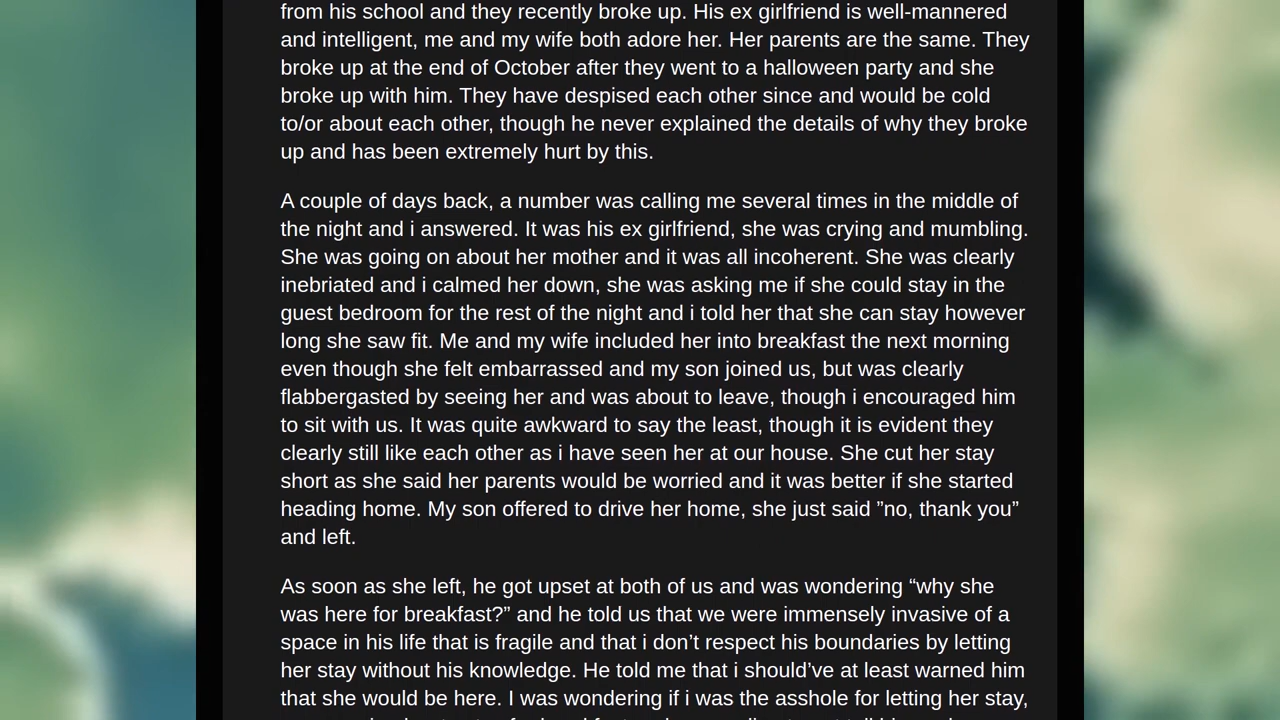 from his school and they recently broke up. His ex girlfriend is well-mannered
and intelligent, me and my wife both adore her. Her parents are the same. They
broke up at the end of October after they went to a halloween party and she
broke up with him. They have despised each other since and would be cold
to/or about each other, though he never explained the details of why they broke
up and has been extremely hurt by this.
A couple of days back, a number was calling me several times in the middle of
the night and i answered. It was his ex girlfriend, she was crying and mumbling.
She was going on about her mother and it was all incoherent. She was clearly
inebriated and i calmed her down, she was asking me if she could stay in the
guest bedroom for the rest of the night and i told her that she can stay however
long she saw fit. Me and my wife included her into breakfast the next morning
even though she felt embarrassed and my son joined us, but was clearly
flabbergasted by seeing her and was about to leave, though i encouraged him
to sit with us. It was quite awkward to say the least, though it is evident they
clearly still like each other as i have seen her at our house. She cut her stay
short as she said her parents would be worried and it was better if she started
heading home. My son offered to drive her home, she just said ”no, thank you”
and left.
As soon as she left, he got upset at both of us and was wondering “why she
was here for breakfast?” and he told us that we were immensely invasive of a
space in his life that is fragile and that i don’t respect his boundaries by letting
her stay without his knowledge. He told me that i should’ve at least warned him
that she would be here. I was wondering if i was the asshole for letting her stay,